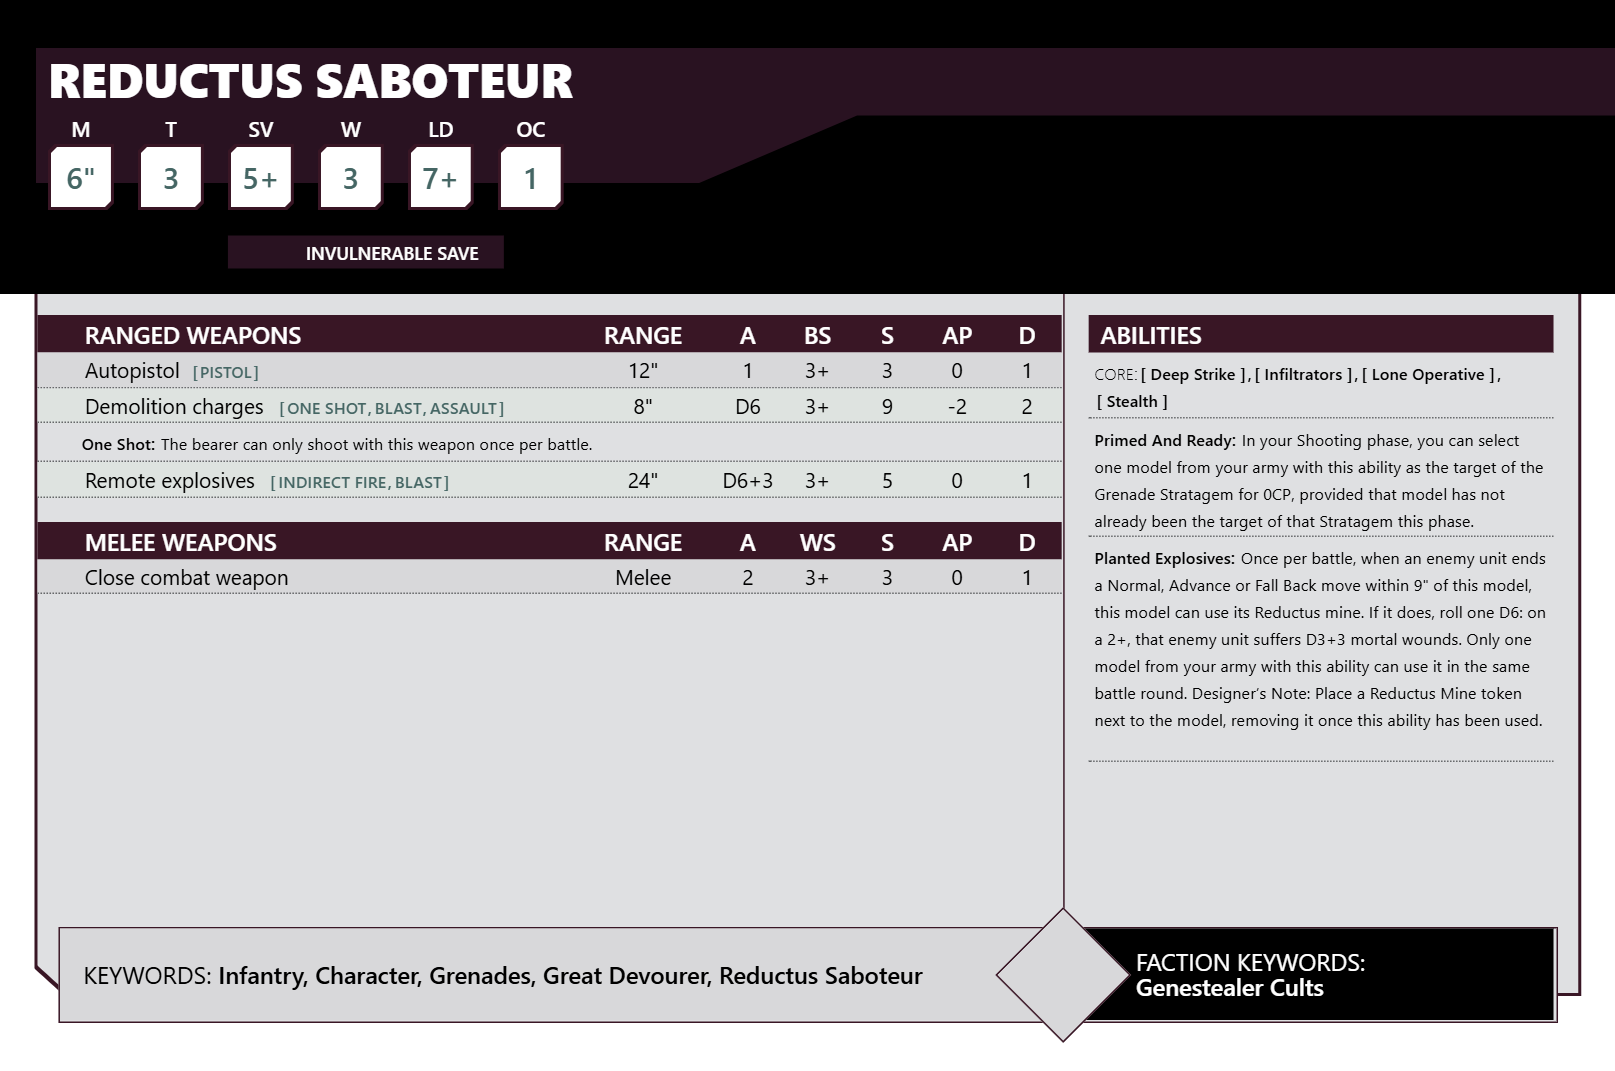 REDUCTUS SABOTEUR
M T SV W LD OC
6" 3 5+ 3 7+ 1
INVULNERABLE SAVE
RANGED WEAPONS RANGE A BS S AP D
Autopistol [PISTOL] 12" 1 3+ 3 0 1
Demolition charges [ONE SHOT, BLAST, ASSAULT] 8" D6 3+ 9 -2 2
One Shot: The bearer can only shoot with this weapon once per battle.
Remote explosives [INDIRECT FIRE, BLAST] 24" D6+3 3+ 5 0 1
MELEE WEAPONS RANGE A WS S AP D
Close combat weapon Melee 2 3+ 3 0 1
ABILITIES
CORE: [ Deep Strike ], [ Infiltrators ], [ Lone Operative ],
[ Stealth ]
Primed And Ready: In your Shooting phase, you can select
one model from your army with this ability as the target of the
Grenade Stratagem for 0CP, provided that model has not
already been the target of that Stratagem this phase.
Planted Explosives: Once per battle, when an enemy unit ends
a Normal, Advance or Fall Back move within 9" of this model,
this model can use its Reductus mine. If it does, roll one D6: on
a 2+, that enemy unit suffers D3+3 mortal wounds. Only one
model from your army with this ability can use it in the same
battle round. Designer's Note: Place a Reductus Mine token
next to the model, removing it once this ability has been used.
KEYWORDS: Infantry, Character, Grenades, Great Devourer, Reductus Saboteur
FACTION KEYWORDS:
Genestealer Cults